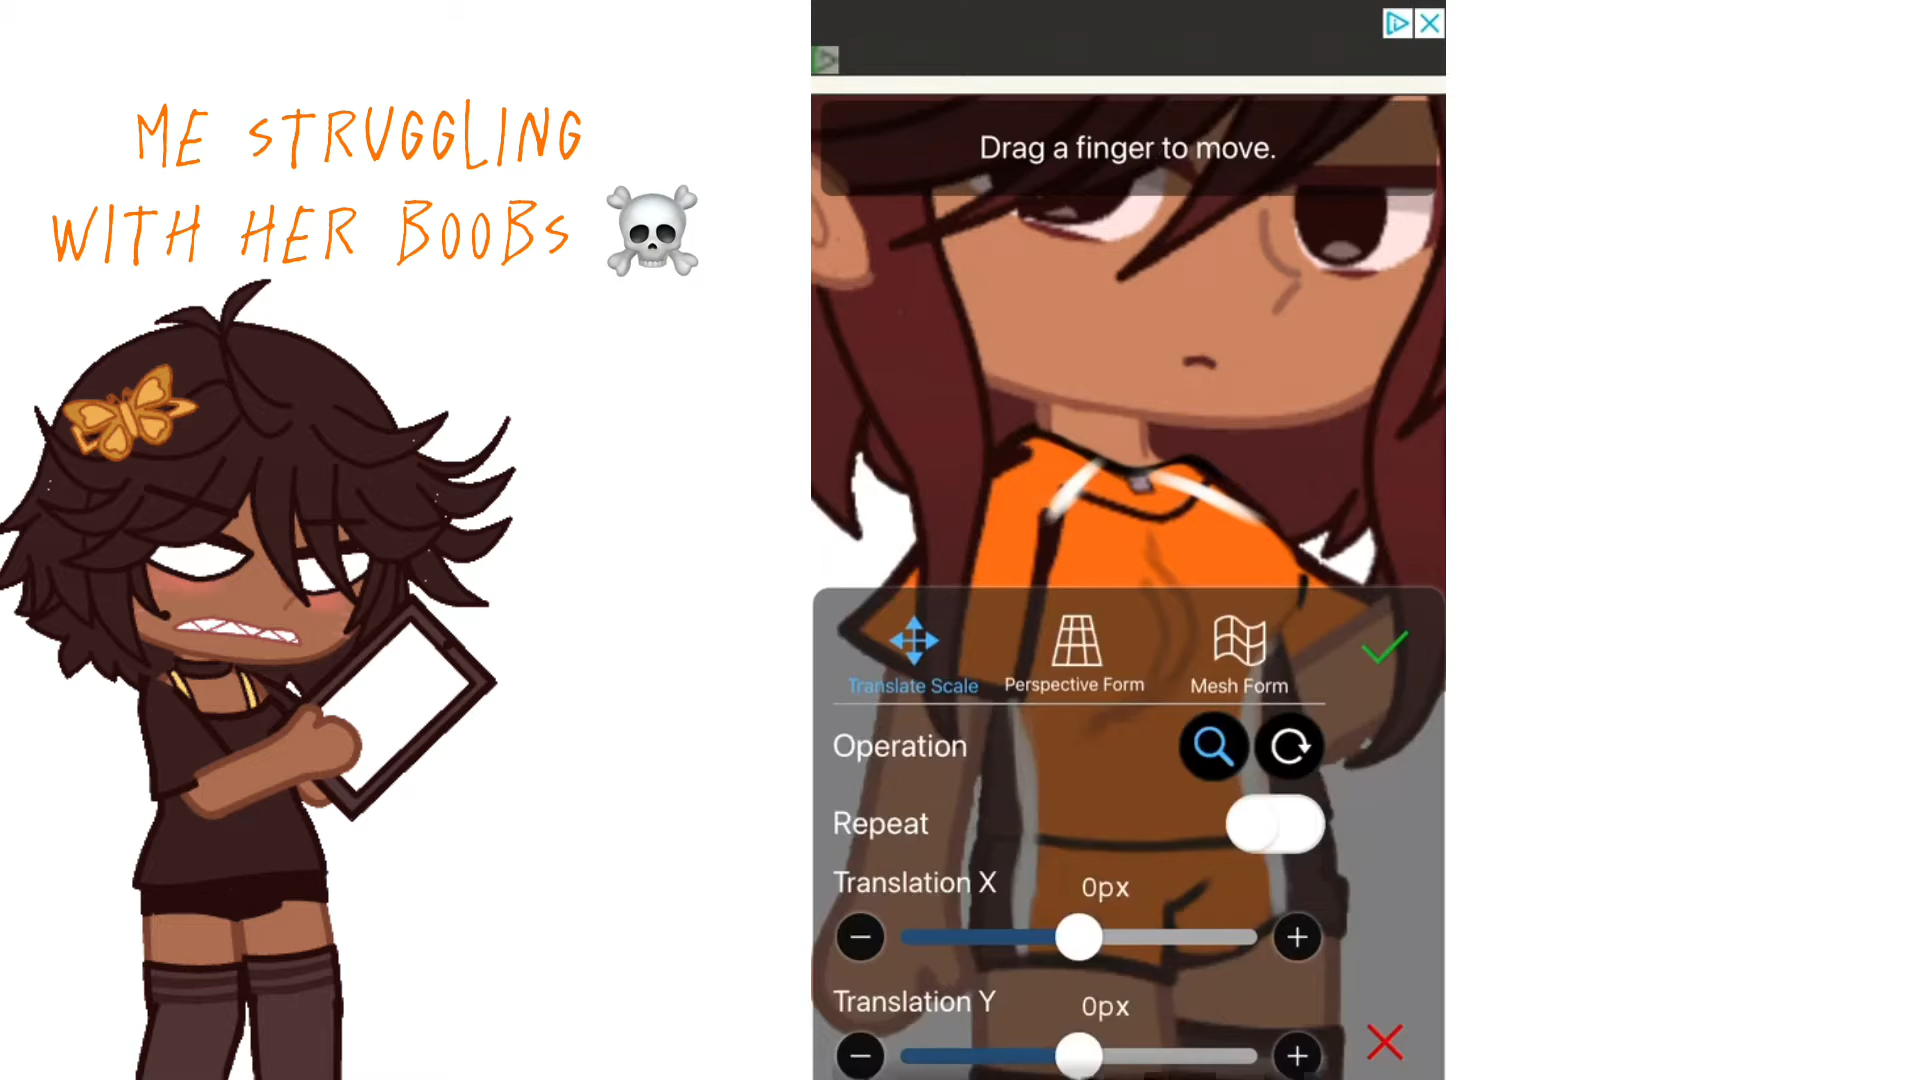 ME STRUGGLING
WITH HER BOOBS ☠️
Drag a finger to move.
Translate Scale
Perspective Form
Mesh Form
Operation
Repeat
Translation X
0px
Translation Y
0px